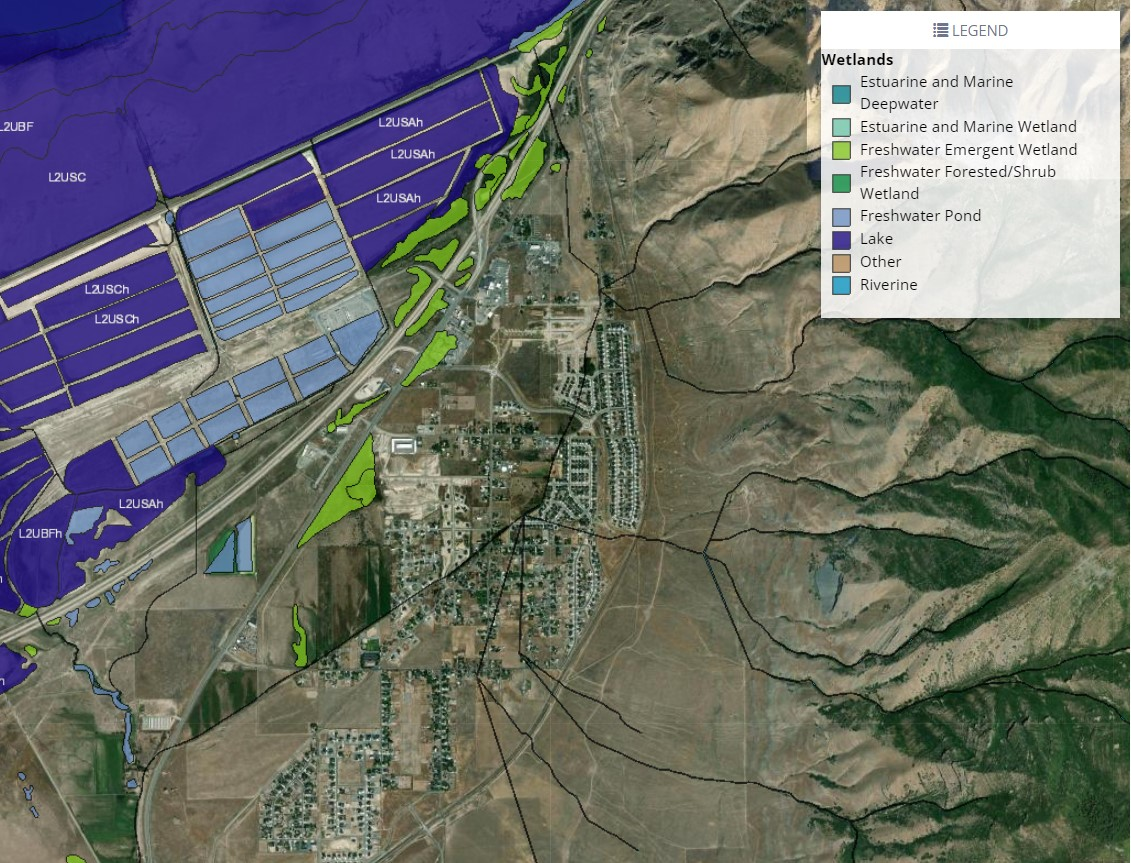 LEGEND
Wetlands
Estuarine and Marine
Deepwater
Estuarine and Marine Wetland
Freshwater Emergent Wetland
Freshwater Forested/Shrub
Wetland
Freshwater Pond
Lake
Other
Riverine
L2USAh
L2UBF
L2USAh
L2USC
L2USAh
L2USCh
L2USCh
L2USAh
L2UBFh
h